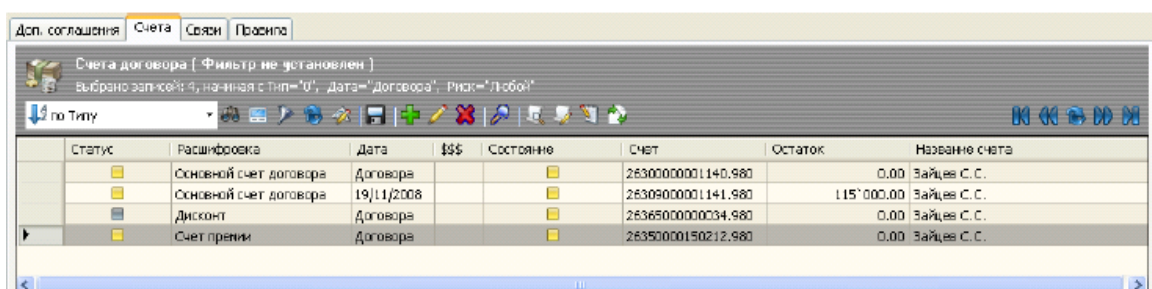 Доп. соглашения Счета Связи Правила
Счета договора ( Фильтр не установлен )
Выбрано записей: 4, начиная с Тип="0", Дата="Договора", Риск="Любой"
по Типу
Статус Расшифровка Дата $$$ Состояние Счет Остаток Название счета
Основной счет договора Договора 26300000001140.980 0.00 Зайцев С.С.
Основной счет договора 19/11/2008 26309000001141.980 115`000.00 Зайцев С.С.
Дисконт Договора 26365000000034.980 0.00 Зайцев С.С.
Счет премии Договора 26350000150212.980 0.00 Зайцев С.С.